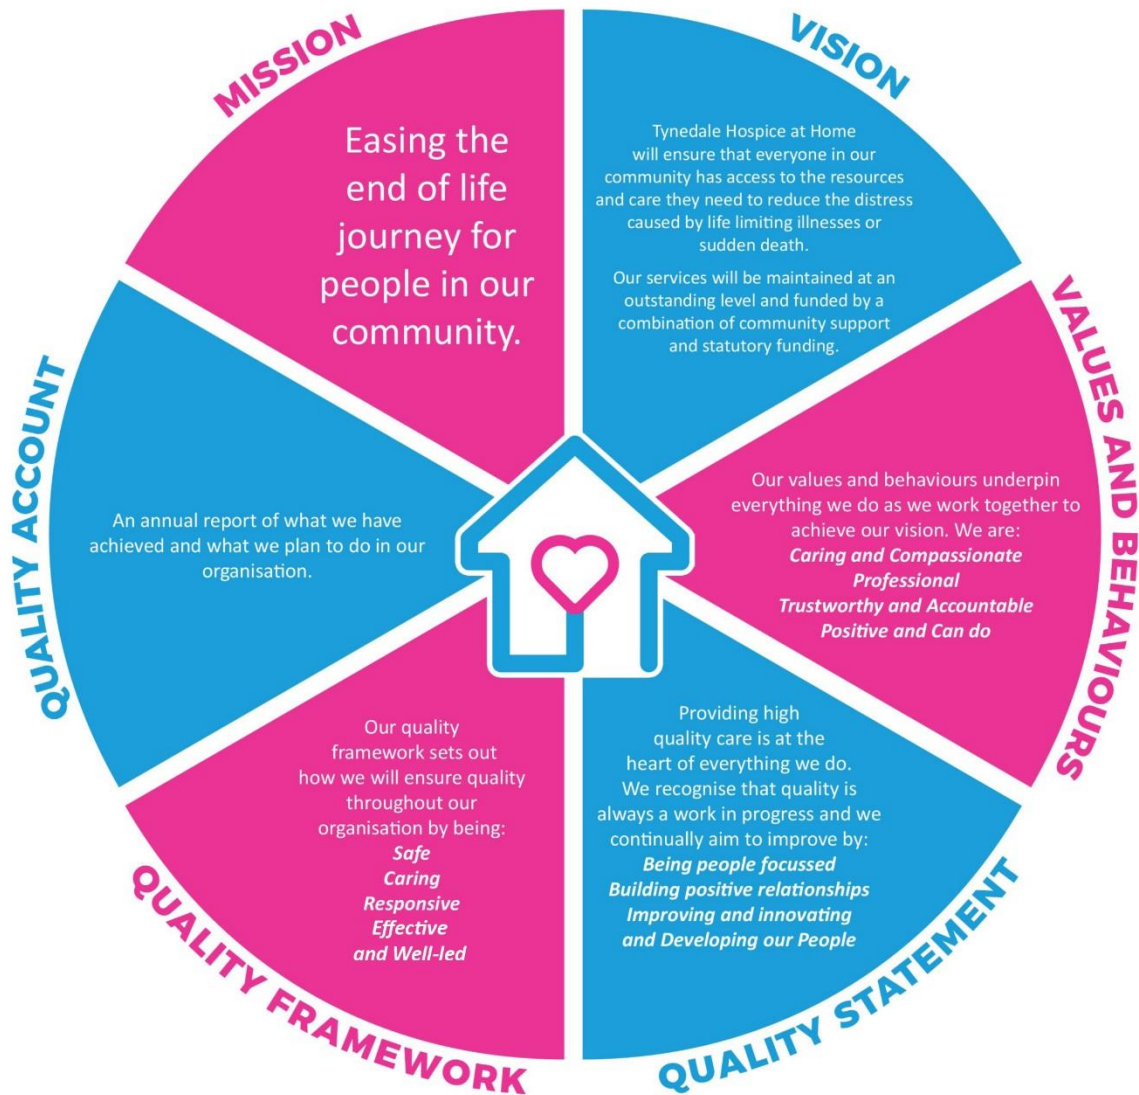 MISSION
Easing the
end of life
journey for
people in our
community.
VISION
Tynedale Hospice at Home
will ensure that everyone in our
community has access to the resources
and care they need to reduce the distress
caused by life limiting illnesses or
sudden death.
Our services will be maintained at an
outstanding level and funded by a
combination of community support
and statutory funding.
VALUES AND BEHAVIOURS
Our values and behaviours underpin
everything we do as we work together to
achieve our vision. We are:
Caring and Compassionate
Professional
Trustworthy and Accountable
Positive and Can do
QUALITY STATEMENT
Providing high
quality care is at the
heart of everything we do.
We recognise that quality is
always a work in progress and we
continually aim to improve by:
Being people focussed
Building positive relationships
Improving and innovating
and Developing our People
QUALITY FRAMEWORK
Our quality
framework sets out
how we will ensure quality
throughout our
organisation by being:
Safe
Caring
Responsive
Effective
and Well-led
QUALITY ACCOUNT
An annual report of what we have
achieved and what we plan to do in our
organisation.